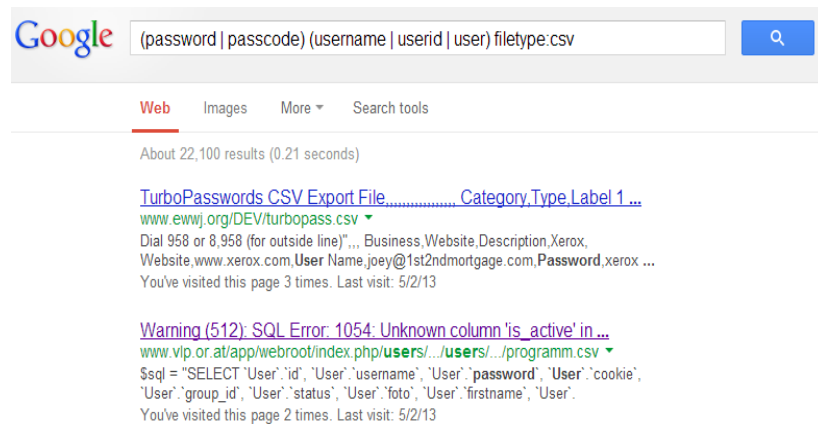 Google
(password | passcode) (username | userid | user) filetype:csv
Web Images More Search tools
About 22,100 results (0.21 seconds)
TurboPasswords CSV Export File,,,,,,,,,,,,,,,,, Category,Type,Label 1 ...
www.ewwj.org/DEV/turbopass.csv
Dial 958 or 8,958 (for outside line)",,, Business,Website,Description,Xerox,
Website,www.xerox.com,User Name,joey@1st2ndmortgage.com,Password,xerox ...
You've visited this page 3 times. Last visit: 5/2/13
Warning (512): SQL Error: 1054: Unknown column 'is_active' in ...
www.vlp.or.at/app/webroot/index.php/users/.../users/.../programm.csv
$sql = "SELECT `User`.`id`, `User`.`username`, `User`.`password`, `User`.`cookie`,
`User`.`group_id`, `User`.`status`, `User`.`foto`, `User`.`firstname`, `User`.
You've visited this page 2 times. Last visit: 5/2/13